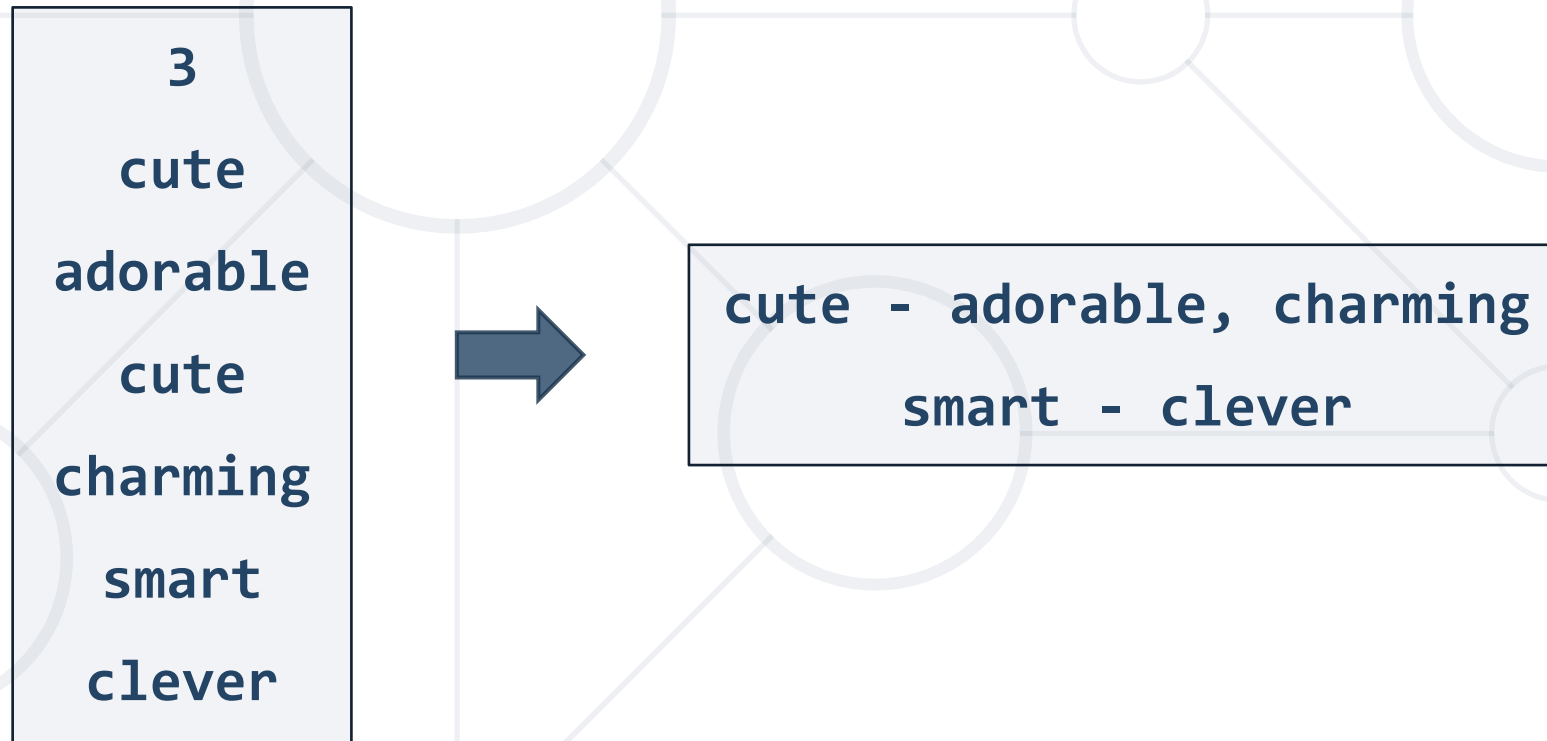 3
cute
adorable
cute
charming
smart
clever
cute - adorable, charming
smart - clever